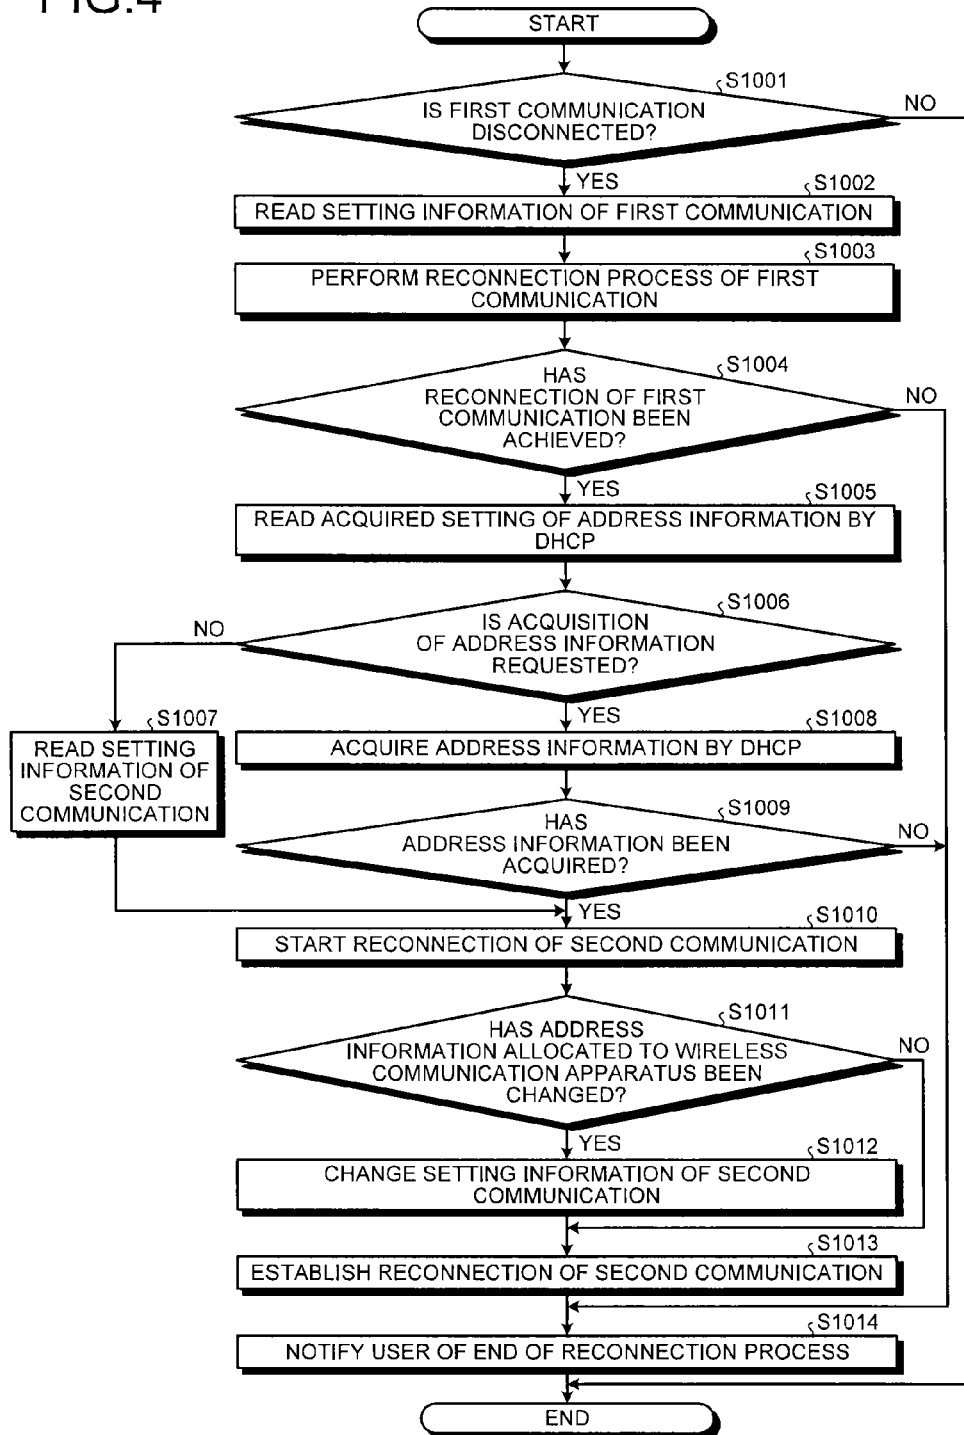 FIG.4
START
S1001
IS FIRST COMMUNICATION
DISCONNECTED?
NO
YES
S1002
READ SETTING INFORMATION OF FIRST COMMUNICATION
S1003
PERFORM RECONNECTION PROCESS OF FIRST
COMMUNICATION
S1004
HAS
RECONNECTION OF FIRST
COMMUNICATION BEEN
ACHIEVED?
NO
YES
S1005
READ ACQUIRED SETTING OF ADDRESS INFORMATION BY
DHCP
S1006
IS ACQUISITION
OF ADDRESS INFORMATION
REQUESTED?
NO
YES
S1007
READ SETTING
INFORMATION OF
SECOND
COMMUNICATION
S1008
ACQUIRE ADDRESS INFORMATION BY DHCP
S1009
HAS
ADDRESS INFORMATION BEEN
ACQUIRED?
NO
YES
S1010
START RECONNECTION OF SECOND COMMUNICATION
S1011
HAS ADDRESS
INFORMATION ALLOCATED TO WIRELESS
COMMUNICATION APPARATUS BEEN
CHANGED?
NO
YES
S1012
CHANGE SETTING INFORMATION OF SECOND
COMMUNICATION
S1013
ESTABLISH RECONNECTION OF SECOND COMMUNICATION
S1014
NOTIFY USER OF END OF RECONNECTION PROCESS
END